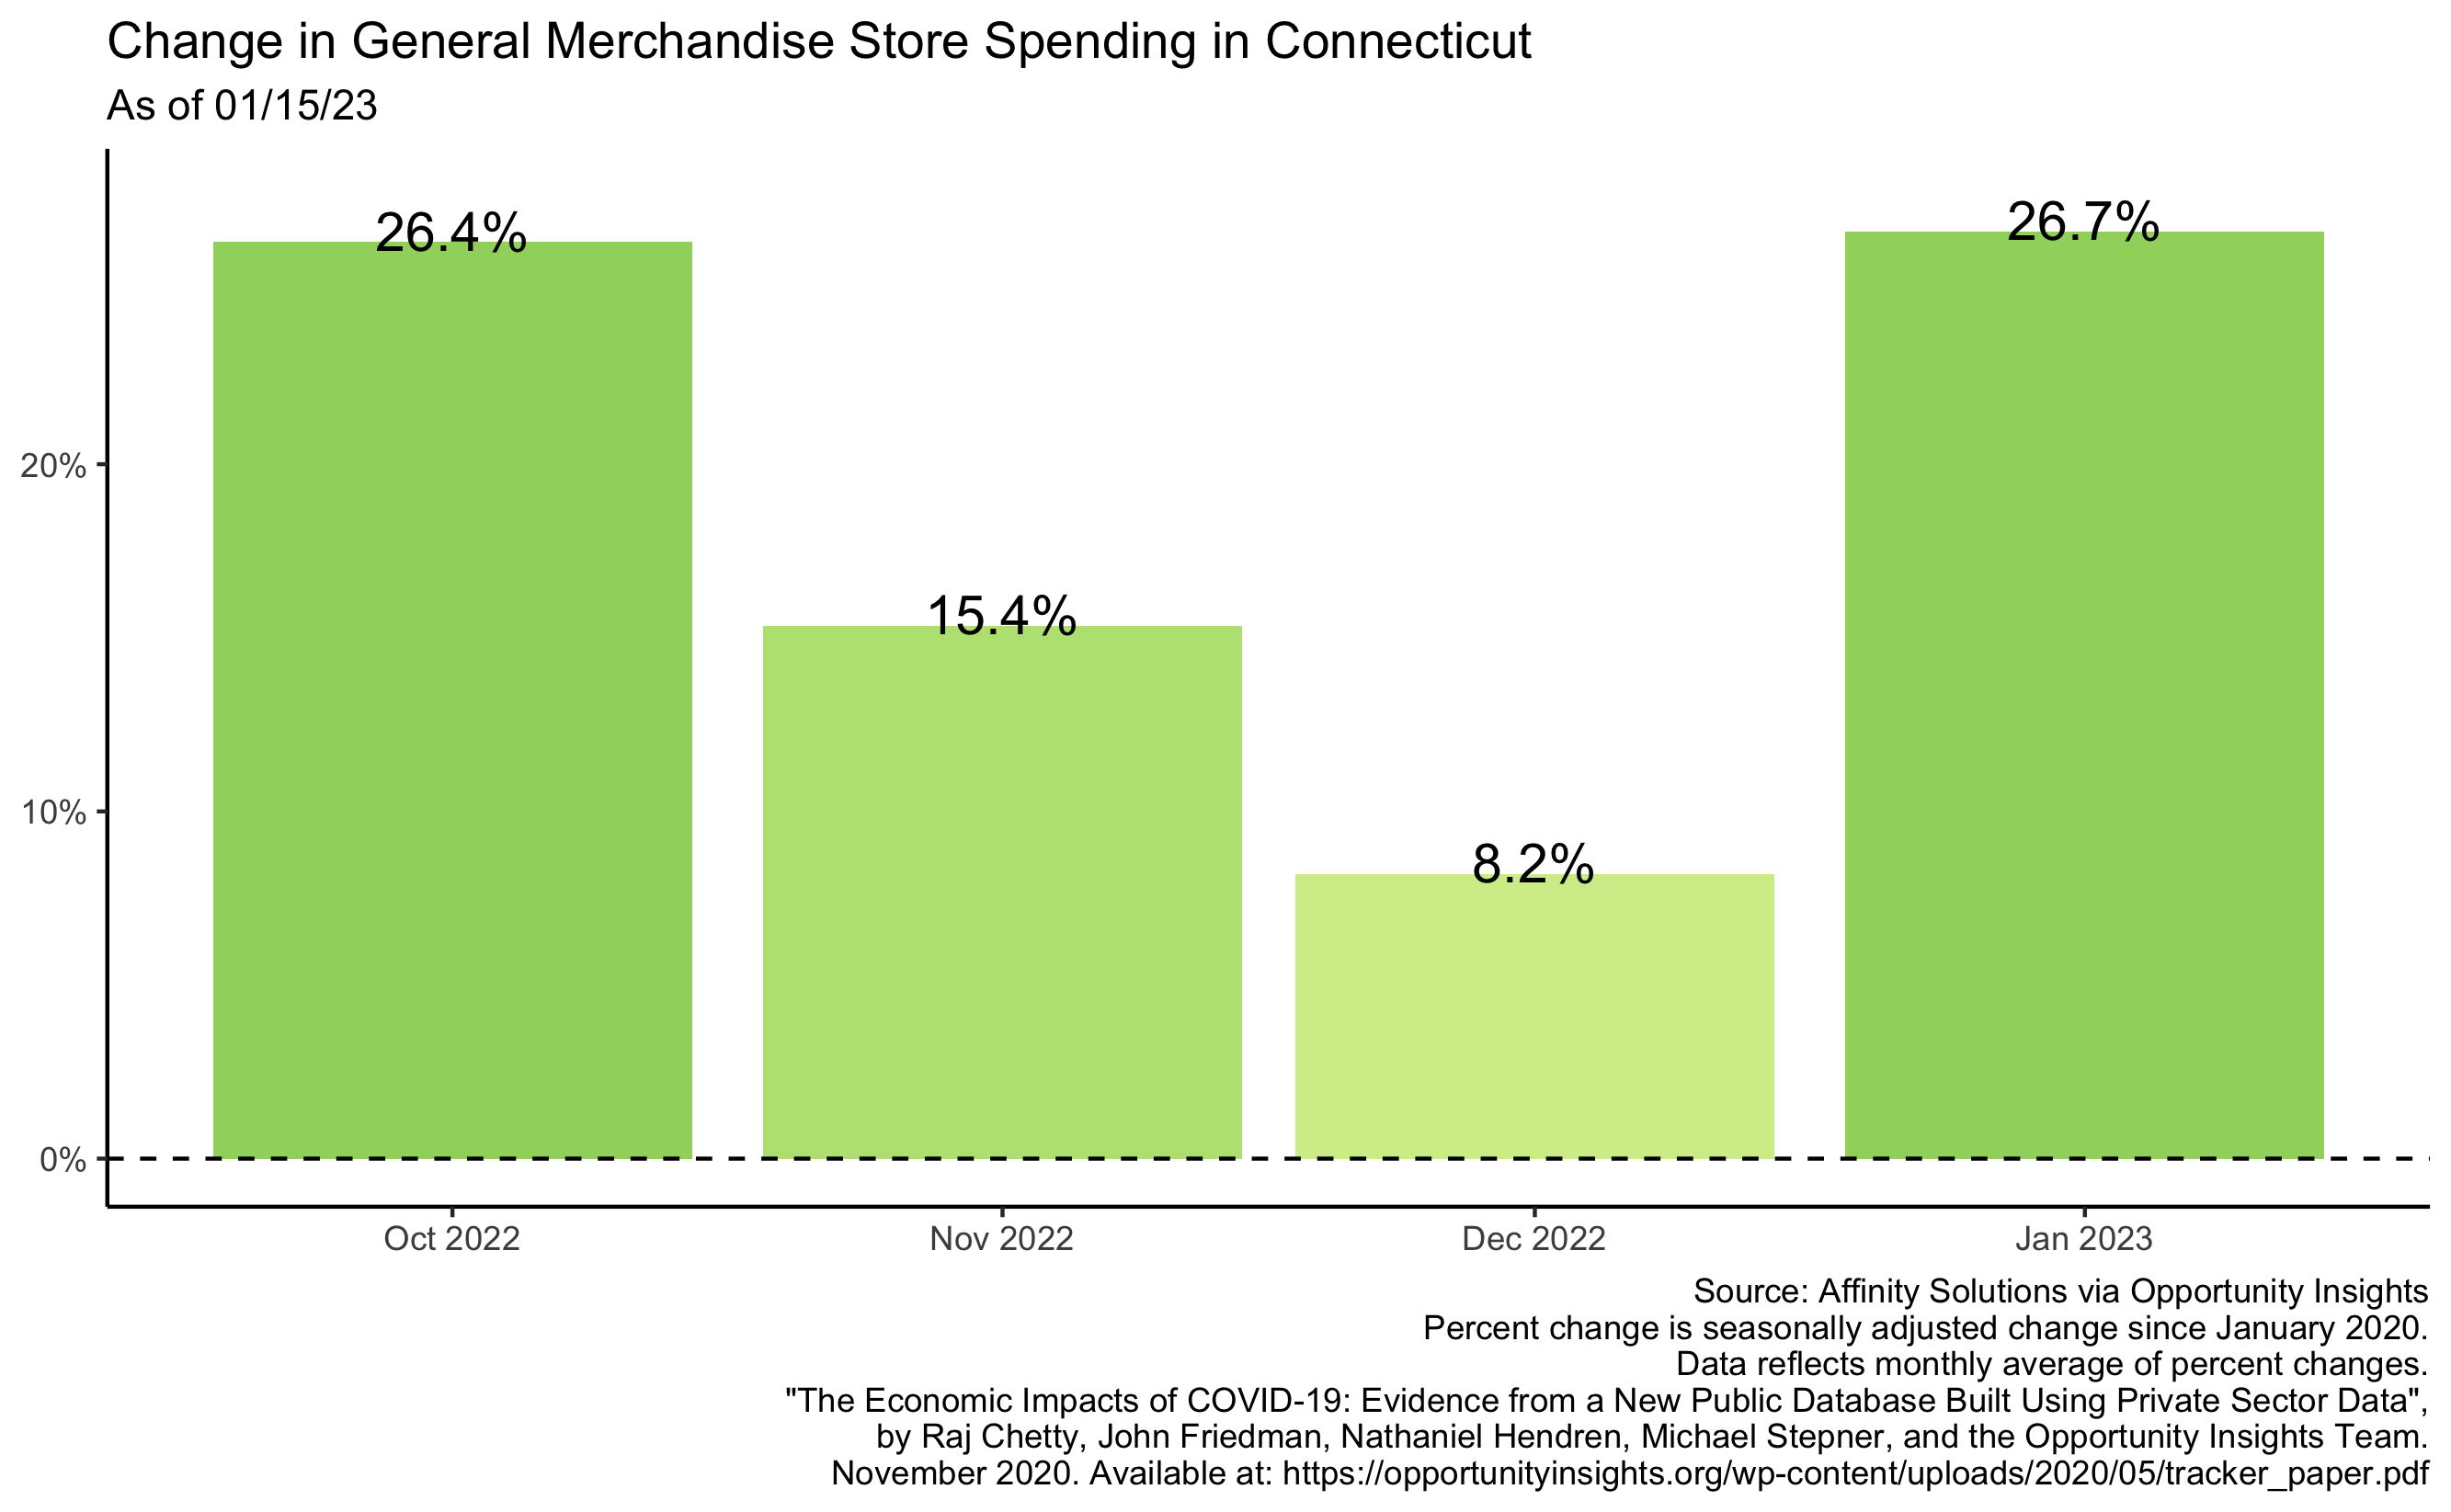 Change in General Merchandise Store Spending in Connecticut
As of 01/15/23
26.4%
15.4%
8.2%
26.7%
20%
10%
0%
Oct 2022
Nov 2022
Dec 2022
Jan 2023
Source: Affinity Solutions via Opportunity Insights
Percent change is seasonally adjusted change since January 2020.
Data reflects monthly average of percent changes.
"The Economic Impacts of COVID-19: Evidence from a New Public Database Built Using Private Sector Data",
by Raj Chetty, John Friedman, Nathaniel Hendren, Michael Stepner, and the Opportunity Insights Team.
November 2020. Available at: https://opportunityinsights.org/wp-content/uploads/2020/05/tracker_paper.pdf